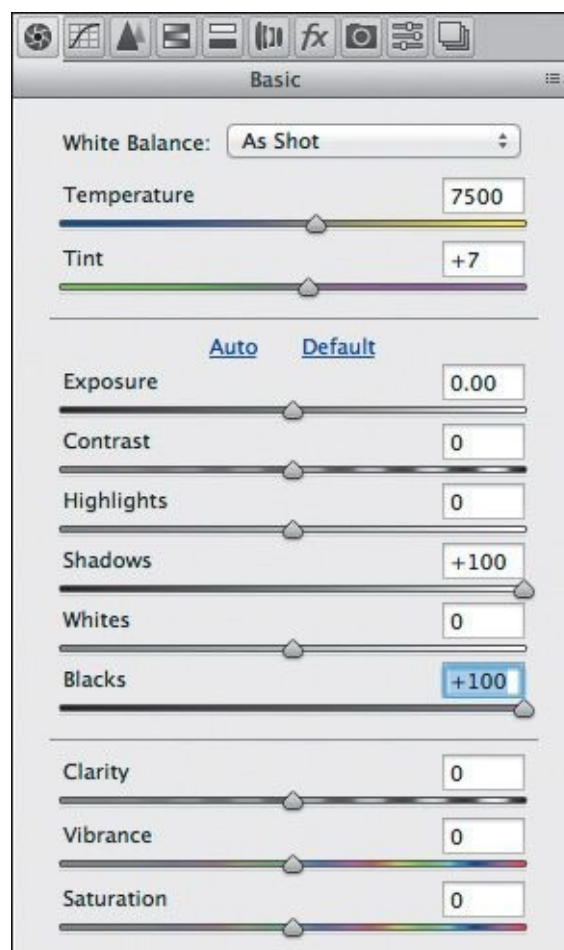 fx
Basic
White Balance: As Shot
Temperature 7500
Tint +7
Auto Default
Exposure 0.00
Contrast 0
Highlights 0
Shadows +100
Whites 0
Blacks +100
Clarity 0
Vibrance 0
Saturation 0